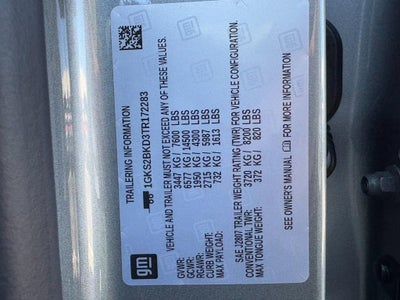 gm
TRAILERING INFORMATION
1GKS2BKD3TR172283
VEHICLE AND TRAILER MUST NOT EXCEED ANY OF THESE VALUES.
GVWR: 3447 KG / 7600 LBS
GCWR: 6577 KG / 14500 LBS
RGAWR: 1950 KG / 4300 LBS
CURB WEIGHT: 2715 KG / 5987 LBS
MAX PAYLOAD: 732 KG / 1613 LBS
SAE J2807 TRAILER WEIGHT RATING (TWR) FOR VEHICLE CONFIGURATION.
CONVENTIONAL TWR: 3720 KG / 8200 LBS
MAX TONGUE WEIGHT: 372 KG / 820 LBS
SEE OWNER'S MANUAL FOR MORE INFORMATION